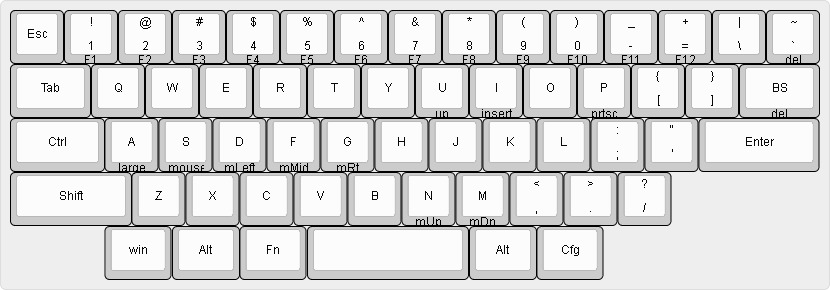 Esc ! @ # $ % ^ & * ( ) _ + | ~
1 2 3 4 5 6 7 8 9 0 - = \ `
F1 F2 F3 F4 F5 F6 F7 F8 F9 F10 F11 F12 del
Tab Q W E R T Y U I O P { } BS
[ ]
up insert prtsc del
Ctrl A S D F G H J K L : " Enter
; '
large mouse mLeft mMid mRt
Shift Z X C V B N M < > ?
, . /
mUp mDn
win Alt Fn Alt Cfg